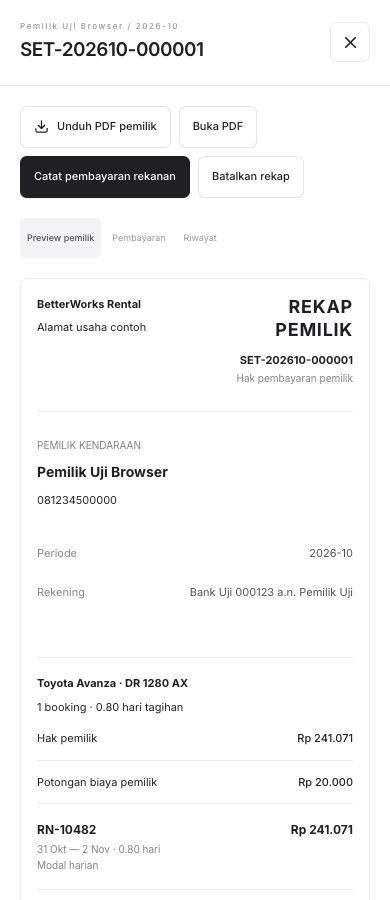 Pemilik Uji Browser / 2026-10
SET-202610-000001
Unduh PDF pemilik
Buka PDF
Catat pembayaran rekanan
Batalkan rekap
Preview pemilik
Pembayaran
Riwayat
BetterWorks Rental
Alamat usaha contoh
REKAP
PEMILIK
SET-202610-000001
Hak pembayaran pemilik
PEMILIK KENDARAAN
Pemilik Uji Browser
081234500000
Periode 2026-10
Rekening Bank Uji 000123 a.n. Pemilik Uji
Toyota Avanza · DR 1280 AX
1 booking · 0.80 hari tagihan
Hak pemilik Rp 241.071
Potongan biaya pemilik Rp 20.000
RN-10482 Rp 241.071
31 Okt — 2 Nov · 0.80 hari
Modal harian